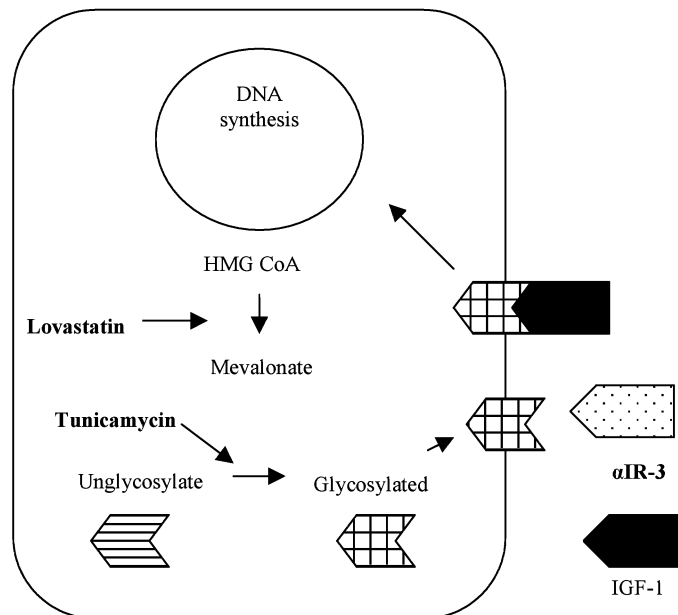 DNA
synthesis
HMG CoA
Lovastatin
Mevalonate
Tunicamycin
Unglycosylate
Glycosylated
αIR-3
IGF-1